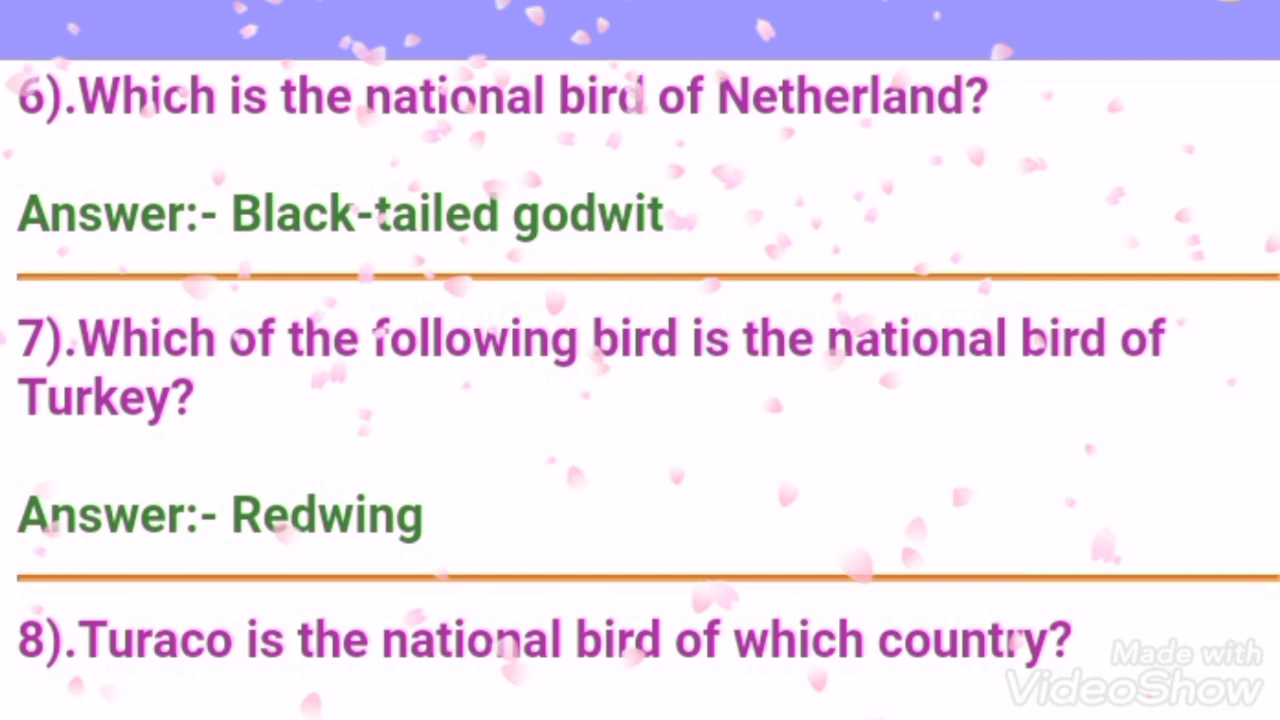 6).Which is the national bird of Netherland?
Answer:- Black-tailed godwit
7).Which of the following bird is the national bird of
Turkey?
Answer:- Redwing
8).Turaco is the national bird of which country?
Made with
VideoShow